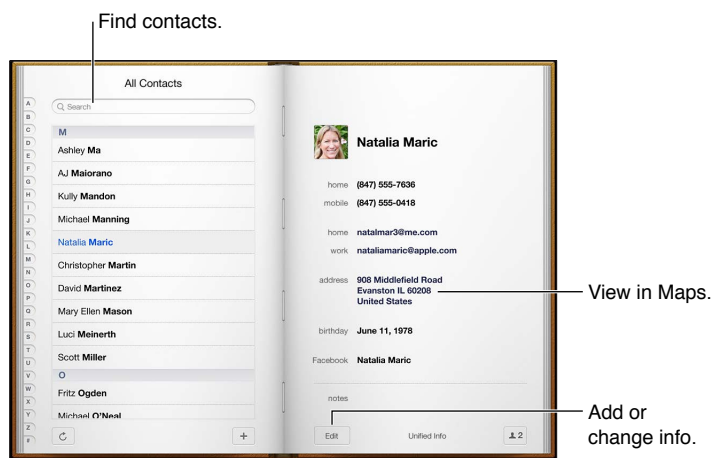 Find contacts.
All Contacts
Search
A
B
C
D
E
F
G
H
I
J
K
L
M
N
O
P
Q
R
S
T
U
V
W
X
Y
Z
#
M
Ashley Ma
AJ Maiorano
Kully Mandon
Michael Manning
Natalia Maric
Christopher Martin
David Martinez
Mary Ellen Mason
Luci Meinerth
Scott Miller
O
Fritz Ogden
Michael O'Neal
Natalia Maric
home (847) 555-7636
mobile (847) 555-0418
home natalmar3@me.com
work nataliamaric@apple.com
address 908 Middlefield Road
Evanston IL 60208
United States
birthday June 11, 1978
Facebook Natalia Maric
notes
Edit Unified Info 2
View in Maps.
Add or
change info.